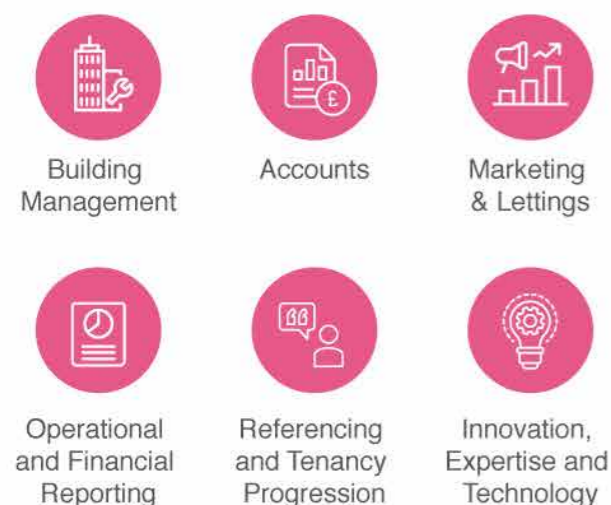 £
Building
Management
Accounts
Marketing
& Lettings
Operational
and Financial
Reporting
Referencing
and Tenancy
Progression
Innovation,
Expertise and
Technology